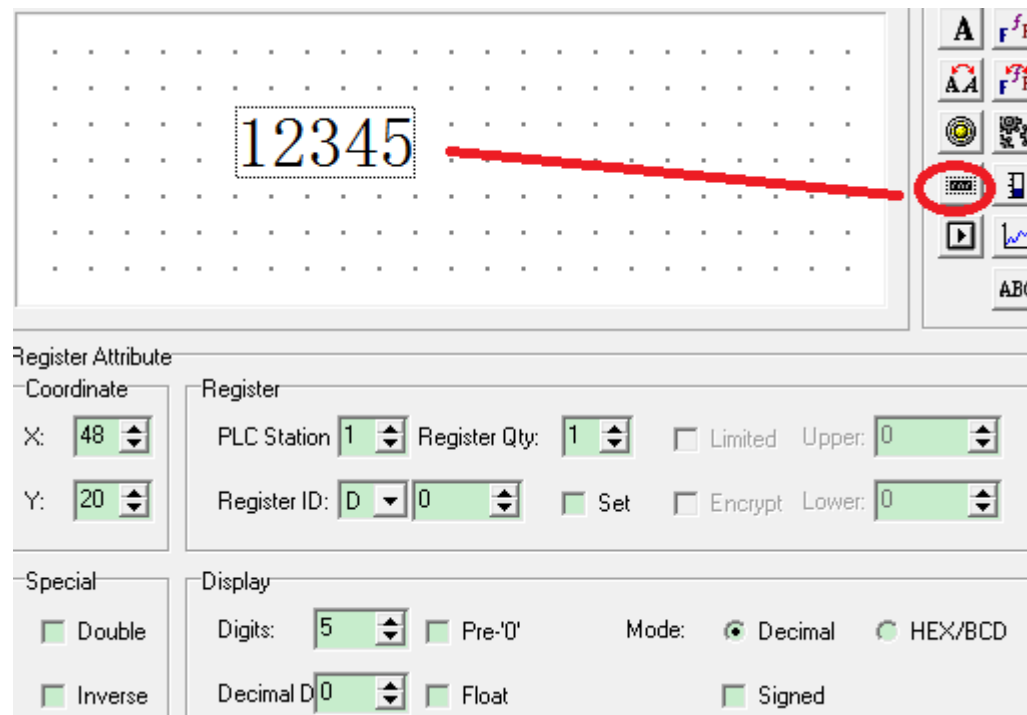 A
12345
ABC
Register Attribute
Coordinate
Register
X: 48
PLC Station 1
Register Qty: 1
Limited
Upper: 0
Y: 20
Register ID: D 0
Set
Encrypt
Lower: 0
Special
Display
Double
Digits: 5
Pre-'0'
Mode:
Decimal
HEX/BCD
Inverse
Decimal D 0
Float
Signed